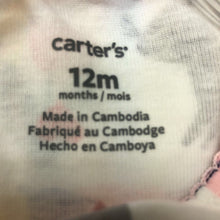 carter's
12m
months / mois
Made in Cambodia
Fabriqué au Cambodge
Hecho en Camboya